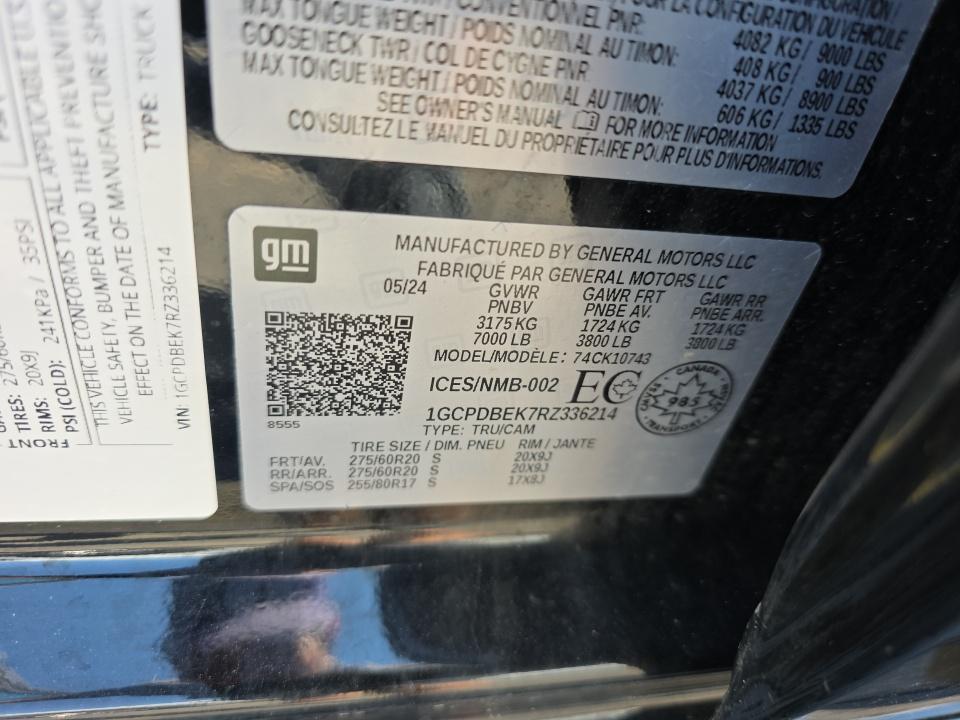 MAX TONGUE WEIGHT / POIDS NOMINAL AU TIMON: 408 KG / 900 LBS
GOOSENECK TWR / COL DE CYGNE PNR 4037 KG / 8900 LBS
MAX TONGUE WEIGHT / POIDS NOMINAL AU TIMON: 606 KG / 1335 LBS
SEE OWNER'S MANUAL FOR MORE INFORMATION
CONSULTEZ LE MANUEL DU PROPRIÉTAIRE POUR PLUS D'INFORMATIONS.
gm
MANUFACTURED BY GENERAL MOTORS LLC
FABRIQUÉ PAR GENERAL MOTORS LLC
05/24 GVWR GAWR FRT GAWR RR
PNBV PNBE AV. PNBE ARR.
3175 KG 1724 KG 1724 KG
7000 LB 3800 LB 3800 LB
MODEL/MODÈLE: 74CK10743
ICES/NMB-002 EC
CANADA
985
TRANSPORT
1GCPDBEK7RZ336214
8555
TYPE: TRU/CAM
TIRE SIZE / DIM. PNEU RIM / JANTE
FRT/AV. 275/60R20 S 20X9J
RR/ARR. 275/60R20 S 20X9J
SPA/SOS 255/80R17 S 17X8J
FRONT
TIRES:
RIMS: 20X9J
PSI (COLD): 241KPa / 35PSI
THIS VEHICLE CONFORMS TO ALL APPLICABLE U.S.
VEHICLE SAFETY, BUMPER AND THEFT PREVENTION
EFFECT ON THE DATE OF MANUFACTURE SHO
TYPE: TRUCK
VIN: 1GCPDBEK7RZ336214